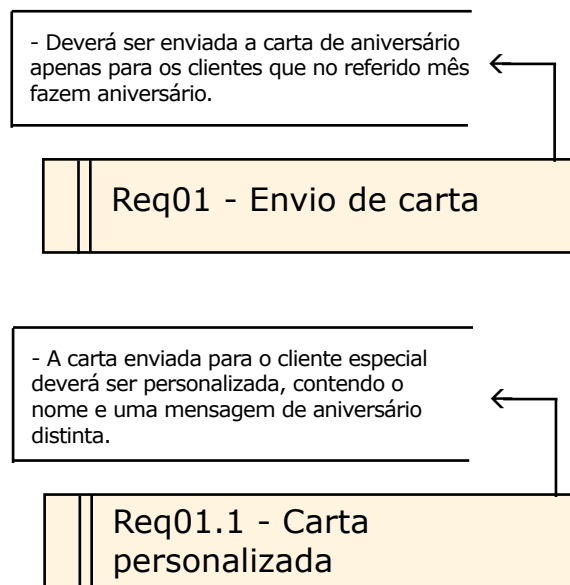 - Deverá ser enviada a carta de aniversário
apenas para os clientes que no referido mês
fazem aniversário.
Req01 - Envio de carta
- A carta enviada para o cliente especial
deverá ser personalizada, contendo o
nome e uma mensagem de aniversário
distinta.
Req01.1 - Carta
personalizada